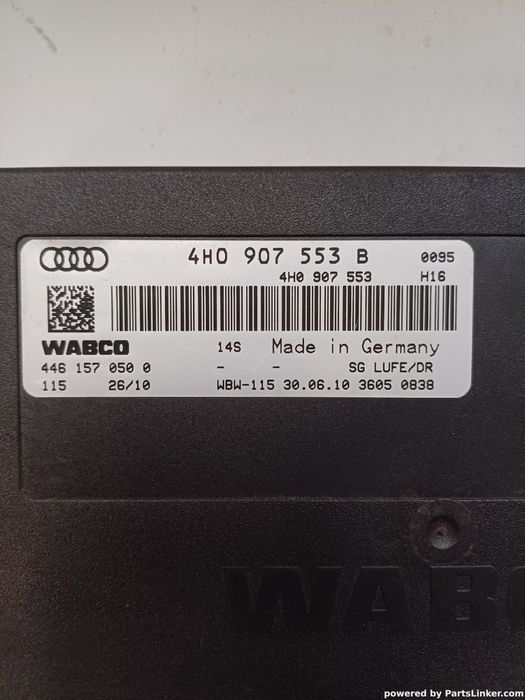 4H0 907 553 B 0095
4H0 907 553 H16
WABCO 14S Made in Germany
446 157 050 0 - - SG LUFE/DR
115 26/10 WBW-115 30.06.10 3605 0838
WABC
powered by PartsLinker.com